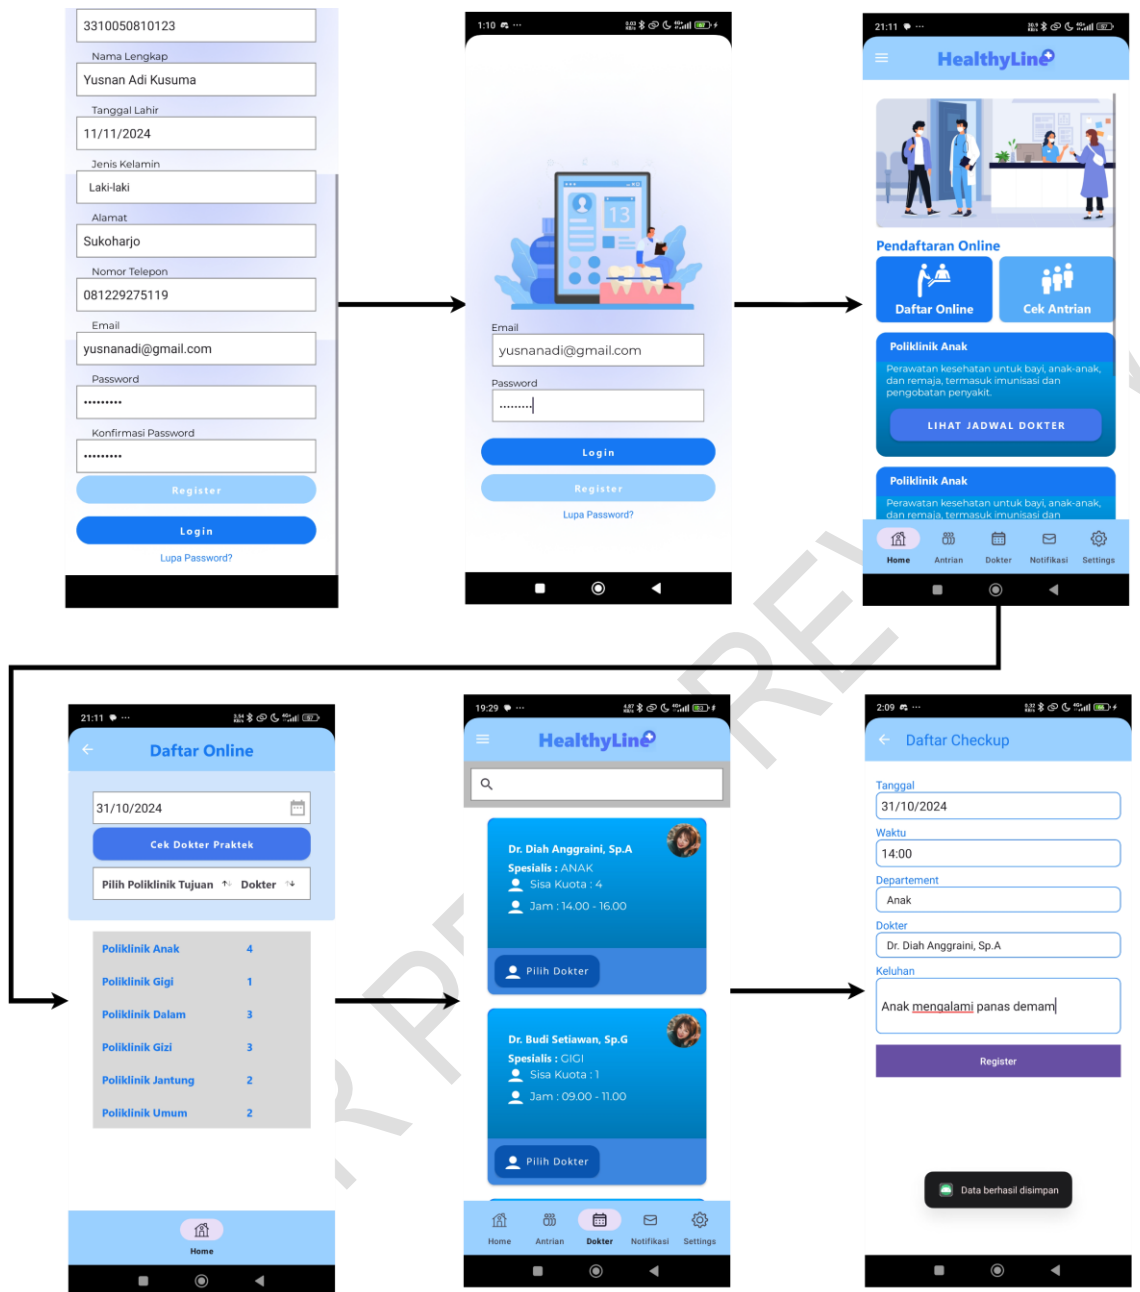 3310050810123
Nama Lengkap
Yusnan Adi Kusuma
Tanggal Lahir
11/11/2024
Jenis Kelamin
Laki-laki
Alamat
Sukoharjo
Nomor Telepon
081229275119
Email
yusnanadi@gmail.com
Password
•••••••••
Konfirmasi Password
•••••••••
Register
Login
Lupa Password?
1:10
13
Email
yusnanadi@gmail.com
Password
•••••••••
Login
Register
Lupa Password?
21:11
HealthyLine
Pendaftaran Online
Daftar Online
Cek Antrian
Poliklinik Anak
Perawatan kesehatan untuk bayi, anak-anak,
dan remaja, termasuk imunisasi dan
pengobatan penyakit.
LIHAT JADWAL DOKTER
Poliklinik Anak
Perawatan kesehatan untuk bayi, anak-anak,
dan remaja, termasuk imunisasi dan
Home Antrian Dokter Notifikasi Settings
21:11
Daftar Online
31/10/2024
Cek Dokter Praktek
Pilih Poliklinik Tujuan Dokter
Poliklinik Anak 4
Poliklinik Gigi 1
Poliklinik Dalam 3
Poliklinik Gizi 3
Poliklinik Jantung 2
Poliklinik Umum 2
Home
19:29
HealthyLine
Dr. Diah Anggraini, Sp.A
Spesialis : ANAK
Sisa Kuota : 4
Jam : 14.00 - 16.00
Pilih Dokter
Dr. Budi Setiawan, Sp.G
Spesialis : GIGI
Sisa Kuota : 1
Jam : 09.00 - 11.00
Pilih Dokter
Home Antrian Dokter Notifikasi Settings
2:09
Daftar Checkup
Tanggal
31/10/2024
Waktu
14:00
Departement
Anak
Dokter
Dr. Diah Anggraini, Sp.A
Keluhan
Anak mengalami panas demam
Register
Data berhasil disimpan